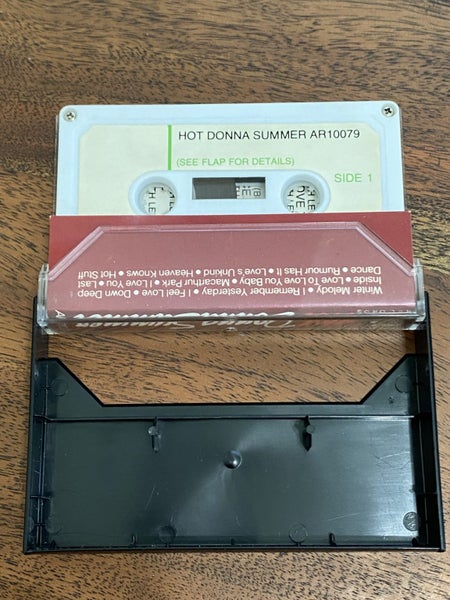 HOT DONNA SUMMER AR10079
(SEE FLAP FOR DETAILS)
SIDE 1
Winter Melody ● I Remember Yesterday ● I Feel Love ● Down Deep
Inside ● Love To Love You Baby ● Macarthur Park ● I Love You Last
Dance ● Rumour Has It ● Love's Unkind ● Heaven Knows ● Hot Stuff
Donna Summer